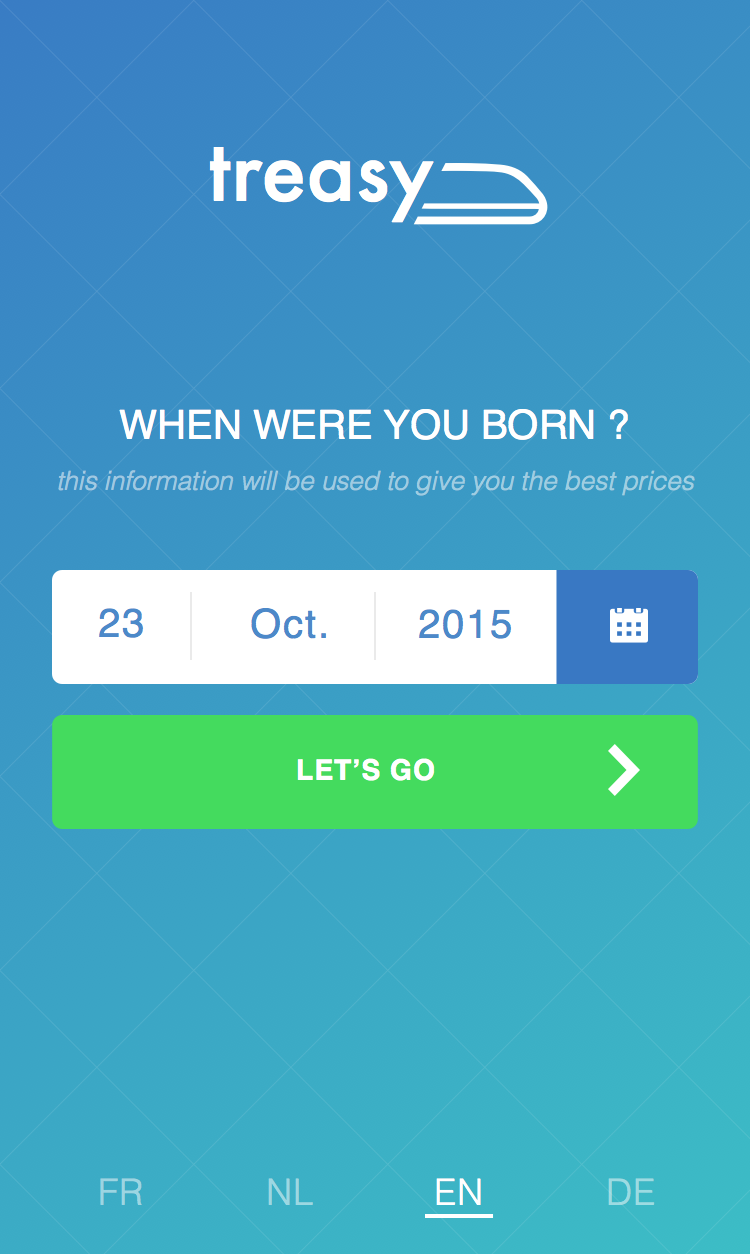 treasy
WHEN WERE YOU BORN ?
this information will be used to give you the best prices
23 Oct. 2015
LET’S GO
FR NL EN DE